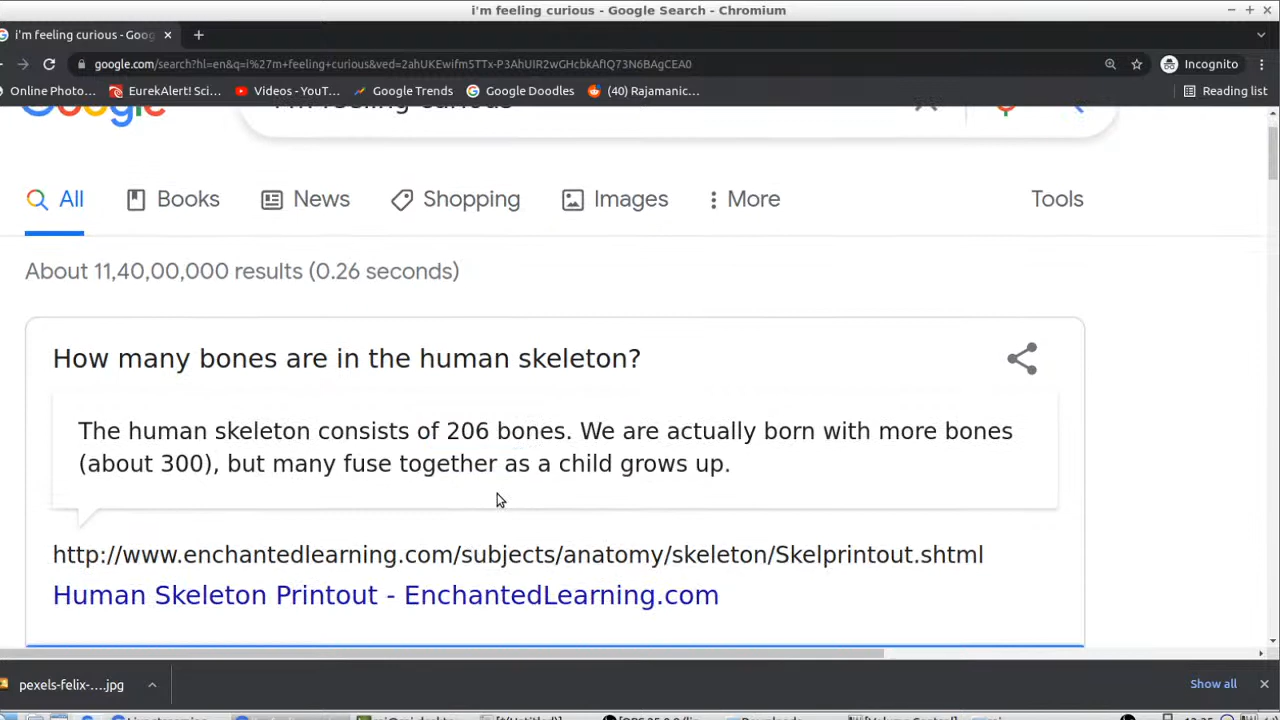 i'm feeling curious - Google Search - Chromium
i'm feeling curious - Goog
google.com/search?hl=en&q=i%27m+feeling+curious&ved=2ahUKEwifm5TTx-P3AhUIR2wGHcbkAfIQ73N6BAgCEA0
Incognito
Online Photo…
EurekAlert! Sci…
Videos - YouT…
Google Trends
Google Doodles
(40) Rajamanic…
Reading list
Google
i'm feeling curious
All
Books
News
Shopping
Images
More
Tools
About 11,40,00,000 results (0.26 seconds)
How many bones are in the human skeleton?
The human skeleton consists of 206 bones. We are actually born with more bones
(about 300), but many fuse together as a child grows up.
http://www.enchantedlearning.com/subjects/anatomy/skeleton/Skelprintout.shtml
Human Skeleton Printout - EnchantedLearning.com
pexels-felix-....jpg
Show all